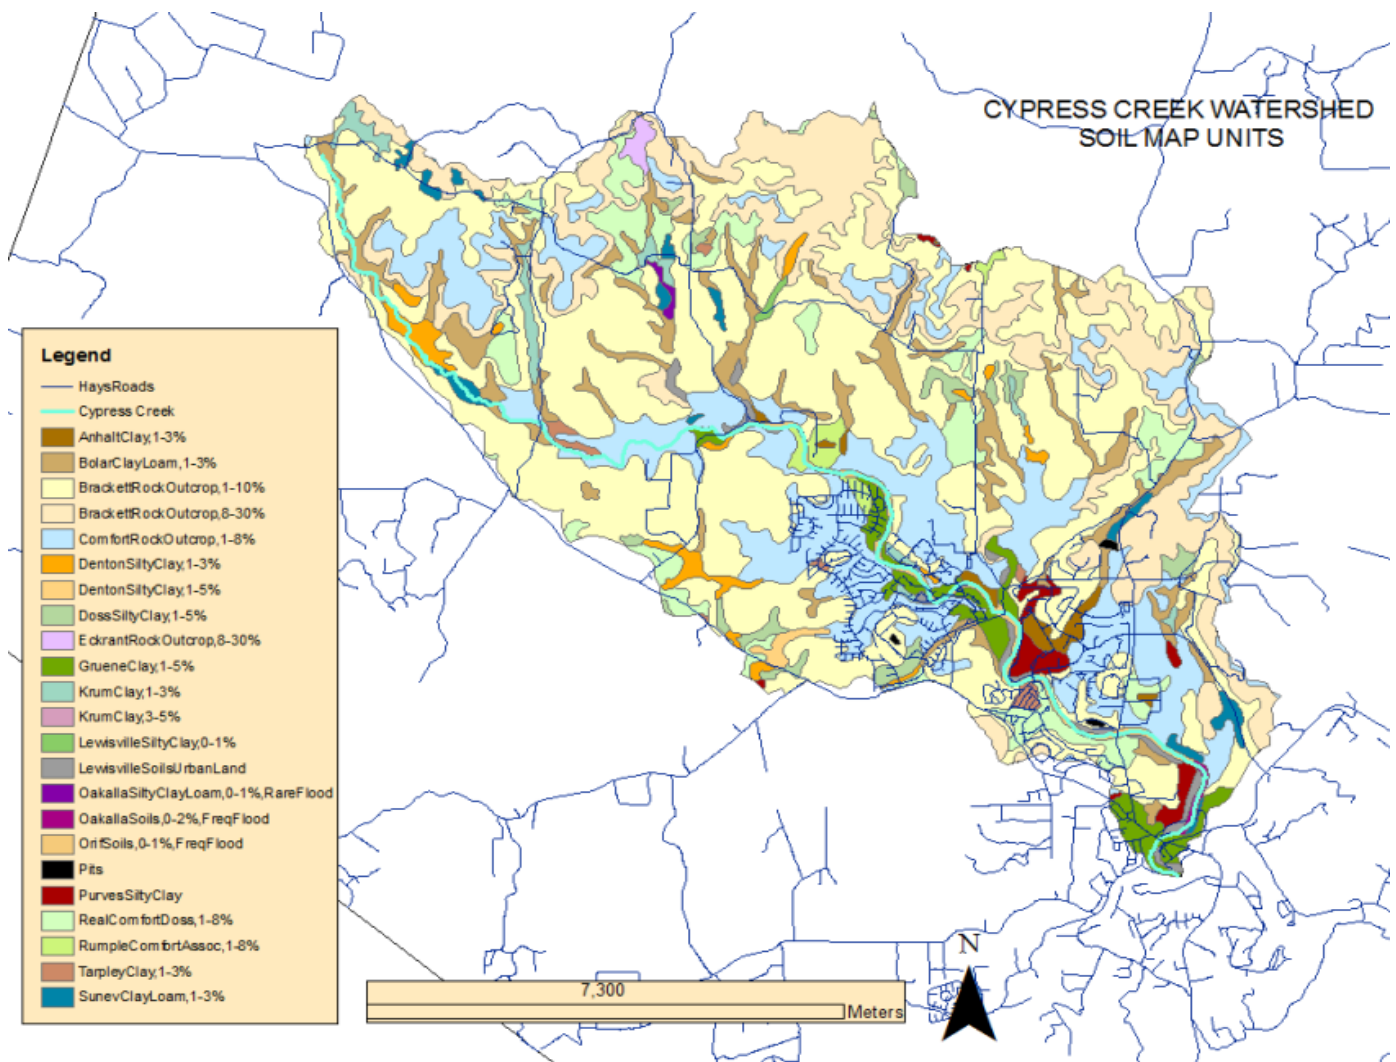 CYPRESS CREEK WATERSHED
SOIL MAP UNITS
Legend
HaysRoads
Cypress Creek
AnhaltClay,1-3%
BolarClayLoam,1-3%
BrackettRockOutcrop,1-10%
BrackettRockOutcrop,8-30%
ComfortRockOutcrop,1-8%
DentonSiltyClay,1-3%
DentonSiltyClay,1-5%
DossSiltyClay,1-5%
EckrantRockOutcrop,8-30%
GrueneClay,1-5%
KrumClay,1-3%
KrumClay,3-5%
LewisvilleSiltyClay,0-1%
LewisvilleSoilsUrbanLand
OakallaSiltyClayLoam,0-1%,RareFlood
OakallaSoils,0-2%,FreqFlood
OrifSoils,0-1%,FreqFlood
Pits
PurvesSiltyClay
RealComfortDoss,1-8%
RumpleComfortAssoc,1-8%
TarpleyClay,1-3%
SunevClayLoam,1-3%
N
7,300
Meters